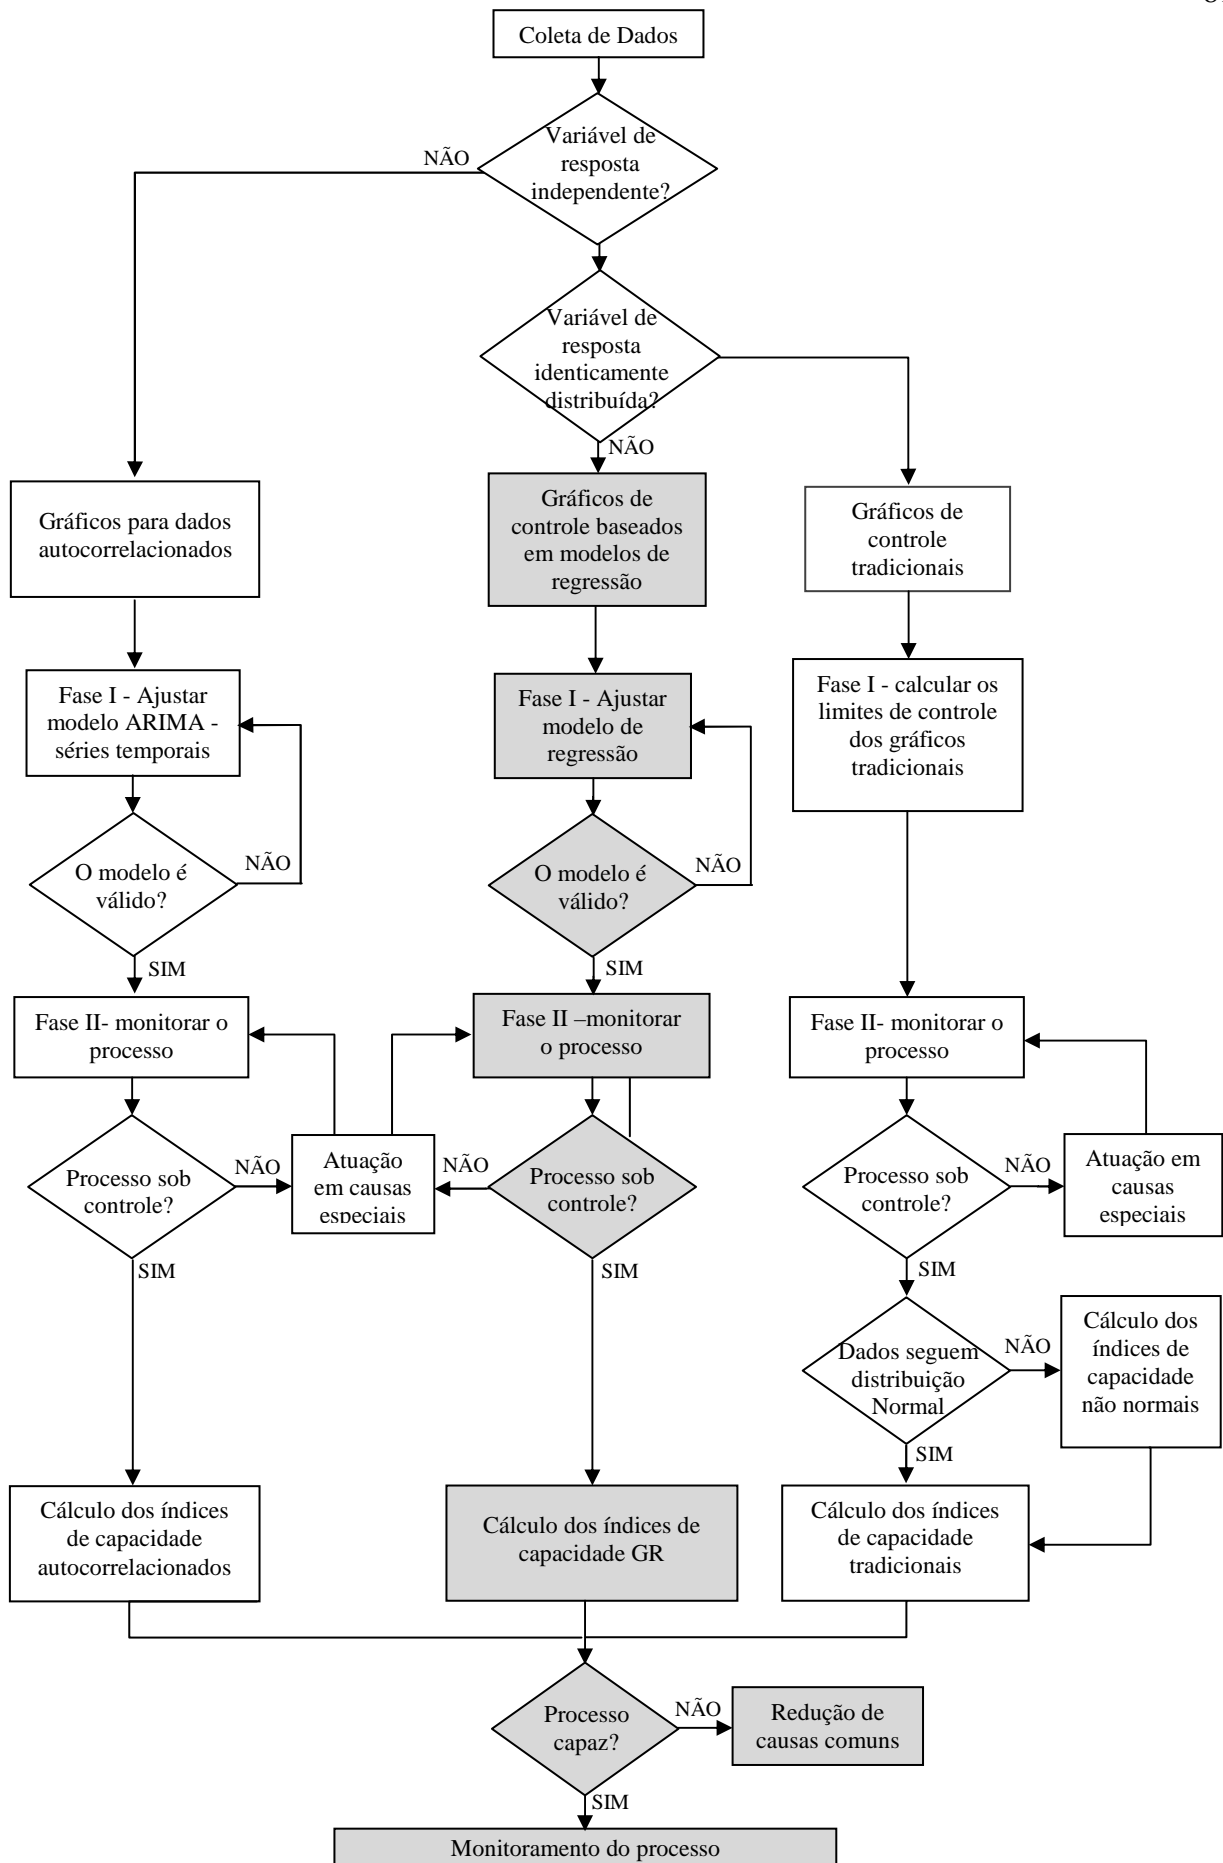 Coleta de Dados
Variável de
resposta
independente?
NÃO
Variável de
resposta
identicamente
distribuída?
NÃO
Gráficos para dados
autocorrelacionados
Gráficos de
controle baseados
em modelos de
regressão
Gráficos de
controle
tradicionais
Fase I - Ajustar
modelo ARIMA -
séries temporais
Fase I - Ajustar
modelo de
regressão
Fase I - calcular os
limites de controle
dos gráficos
tradicionais
O modelo é
válido?
NÃO
SIM
O modelo é
válido?
NÃO
SIM
Fase II- monitorar o
processo
Fase II –monitorar
o processo
Fase II- monitorar o
processo
Processo sob
controle?
NÃO
SIM
Atuação
em causas
especiais
NÃO
Processo sob
controle?
SIM
Processo sob
controle?
NÃO
SIM
Atuação em
causas
especiais
Dados seguem
distribuição
Normal
NÃO
SIM
Cálculo dos
índices de
capacidade
não normais
Cálculo dos índices
de capacidade
autocorrelacionados
Cálculo dos índices de
capacidade GR
Cálculo dos índices
de capacidade
tradicionais
Processo
capaz?
NÃO
SIM
Redução de
causas comuns
Monitoramento do processo